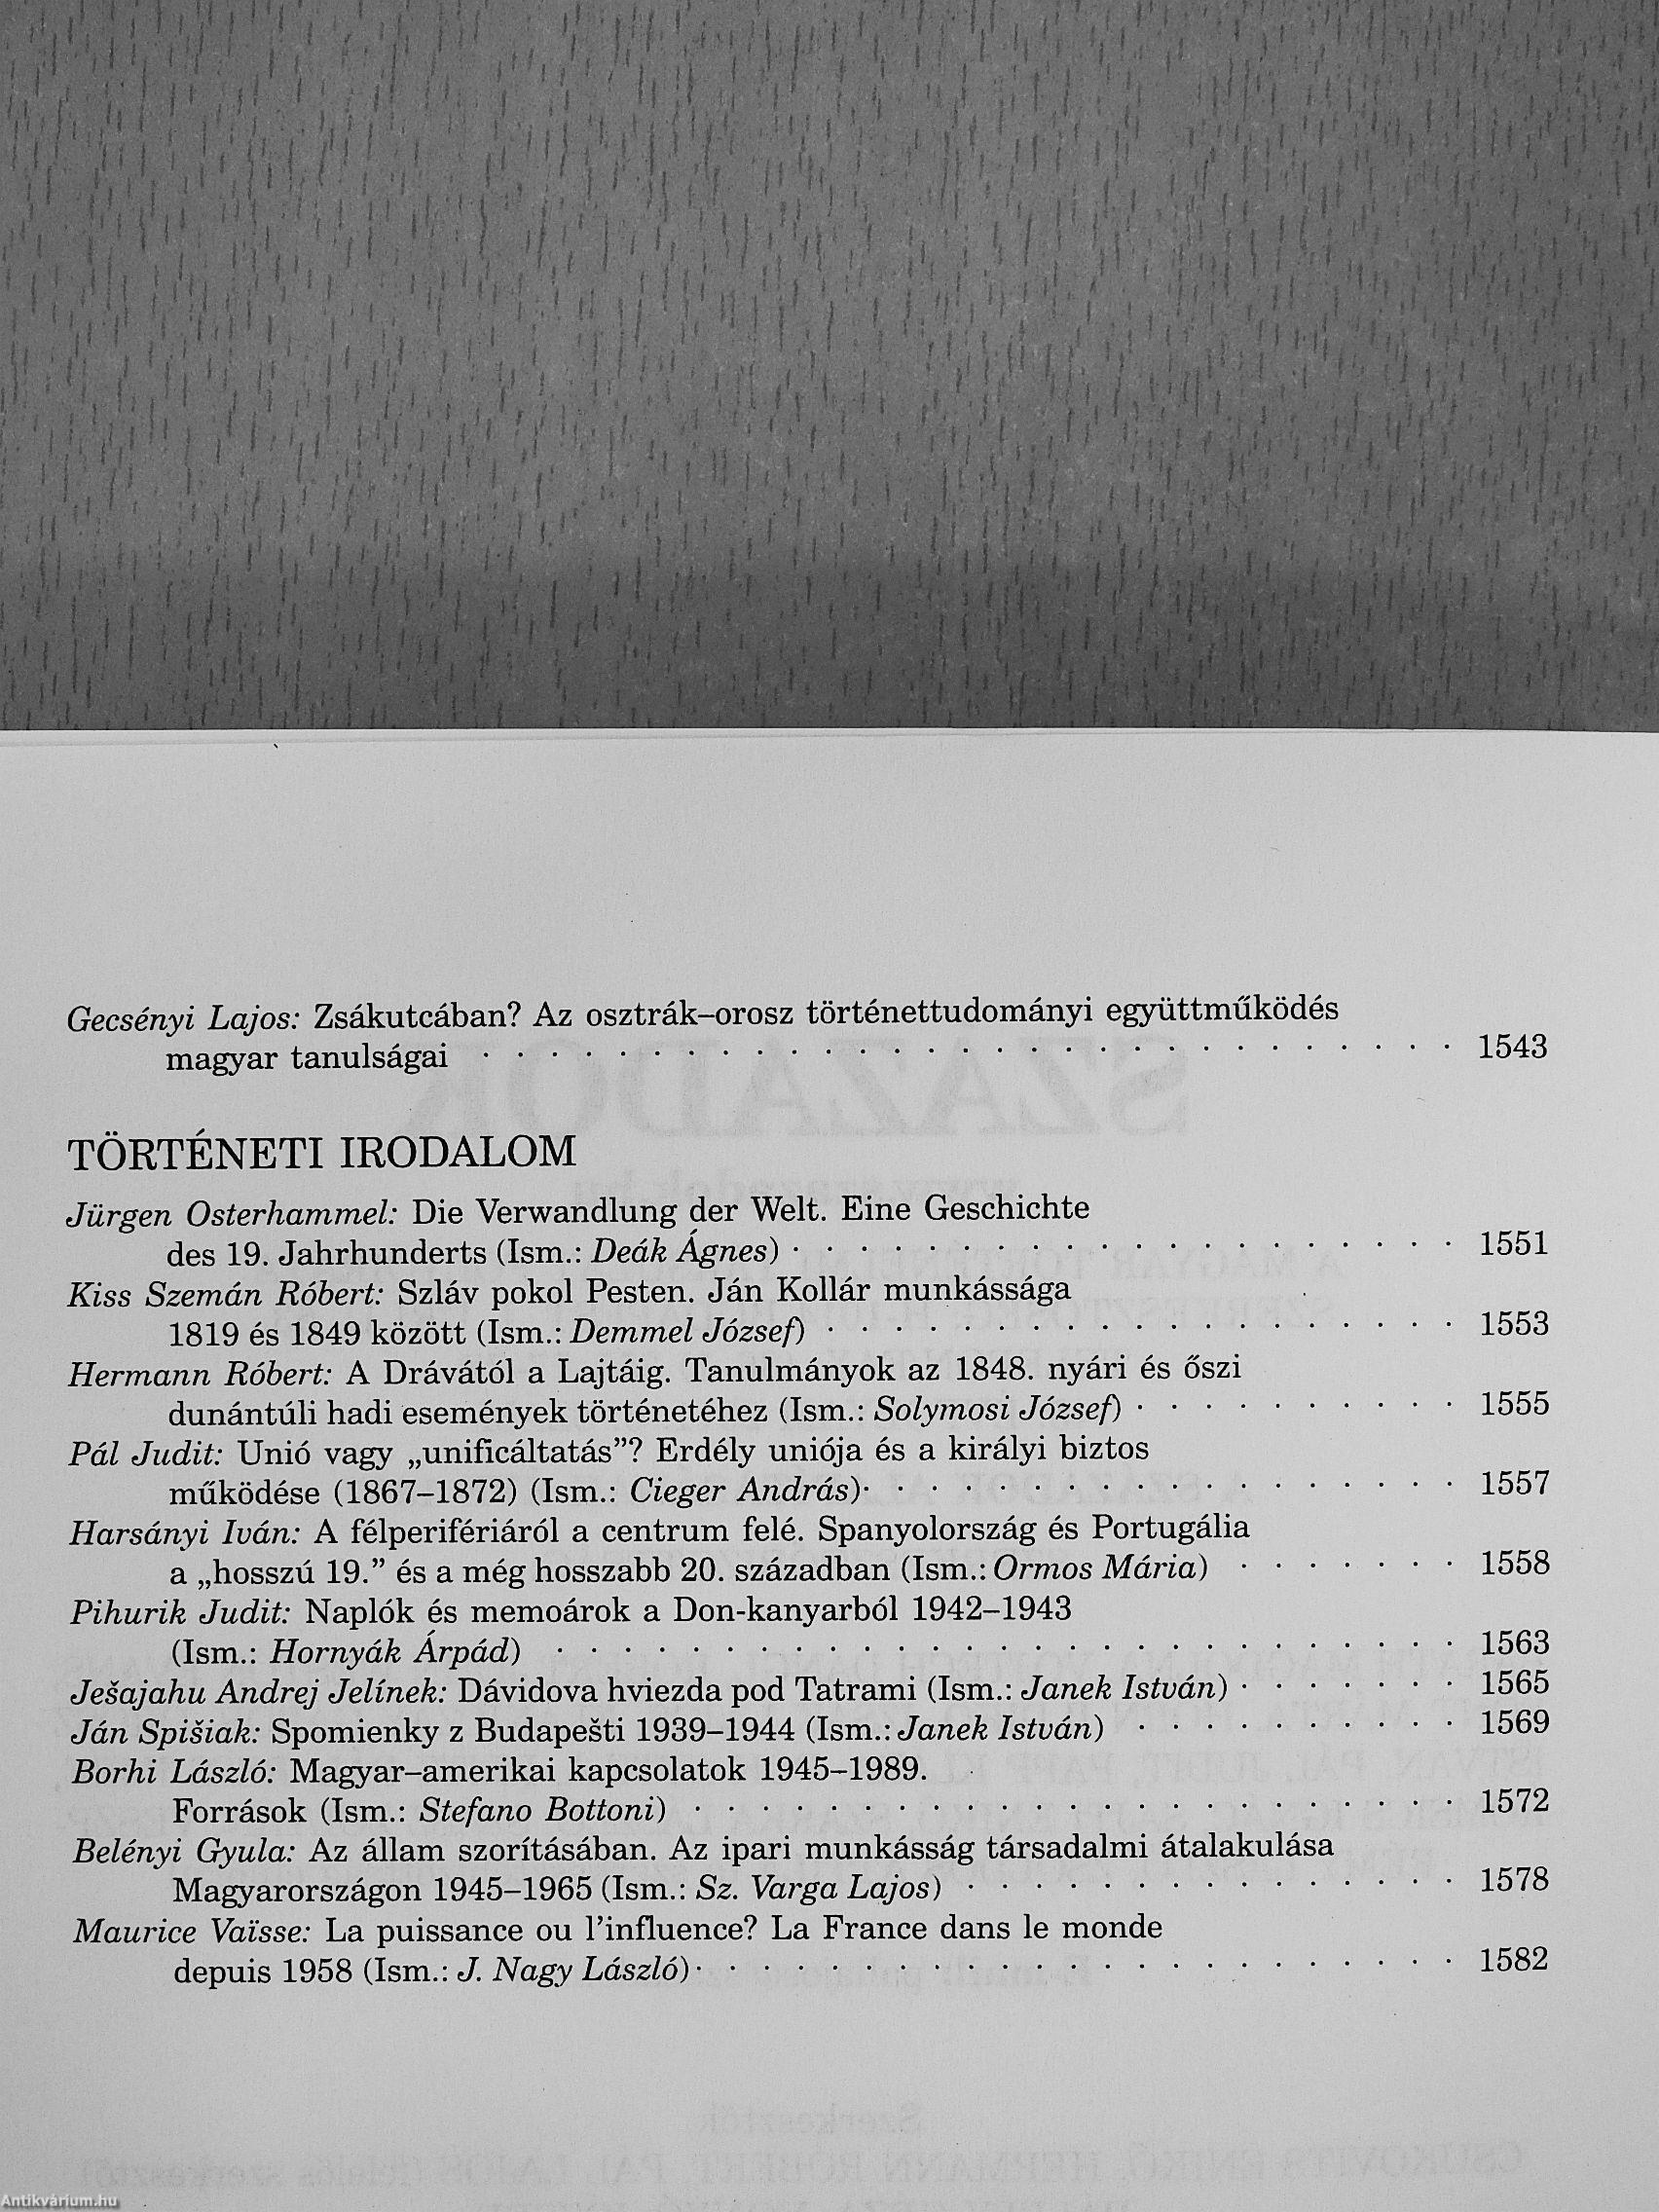 Gecsényi Lajos: Zsákutcában? Az osztrák–orosz történettudományi együttműködés
magyar tanulságai . . . . . . . . . . . . . . . . . . . . . . . . . . . . . 1543
TÖRTÉNETI IRODALOM
Jürgen Osterhammel: Die Verwandlung der Welt. Eine Geschichte
des 19. Jahrhunderts (Ism.: Deák Ágnes) . . . . . . . . . . . . . . . . . . . . 1551
Kiss Szemán Róbert: Szláv pokol Pesten. Ján Kollár munkássága
1819 és 1849 között (Ism.: Demmel József) . . . . . . . . . . . . . . . . . . . 1553
Hermann Róbert: A Drávától a Lajtáig. Tanulmányok az 1848. nyári és őszi
dunántúli hadi események történetéhez (Ism.: Solymosi József) . . . . . . . . . . 1555
Pál Judit: Unió vagy „unificáltatás”? Erdély uniója és a királyi biztos
működése (1867–1872) (Ism.: Cieger András) . . . . . . . . . . . . . . . . . . 1557
Harsányi Iván: A félperifériáról a centrum felé. Spanyolország és Portugália
a „hosszú 19.” és a még hosszabb 20. században (Ism.: Ormos Mária) . . . . . . . 1558
Pihurik Judit: Naplók és memoárok a Don-kanyarból 1942–1943
(Ism.: Hornyák Árpád) . . . . . . . . . . . . . . . . . . . . . . . . . . . 1563
Ješajahu Andrej Jelínek: Dávidova hviezda pod Tatrami (Ism.: Janek István) . . . . . . . 1565
Ján Spišiak: Spomienky z Budapešti 1939–1944 (Ism.: Janek István) . . . . . . . . . . 1569
Borhi László: Magyar–amerikai kapcsolatok 1945–1989.
Források (Ism.: Stefano Bottoni) . . . . . . . . . . . . . . . . . . . . . . . 1572
Belényi Gyula: Az állam szorításában. Az ipari munkásság társadalmi átalakulása
Magyarországon 1945–1965 (Ism.: Sz. Varga Lajos) . . . . . . . . . . . . . . . 1578
Maurice Vaïsse: La puissance ou l’influence? La France dans le monde
depuis 1958 (Ism.: J. Nagy László) . . . . . . . . . . . . . . . . . . . . . . . 1582
Antikvárium.hu